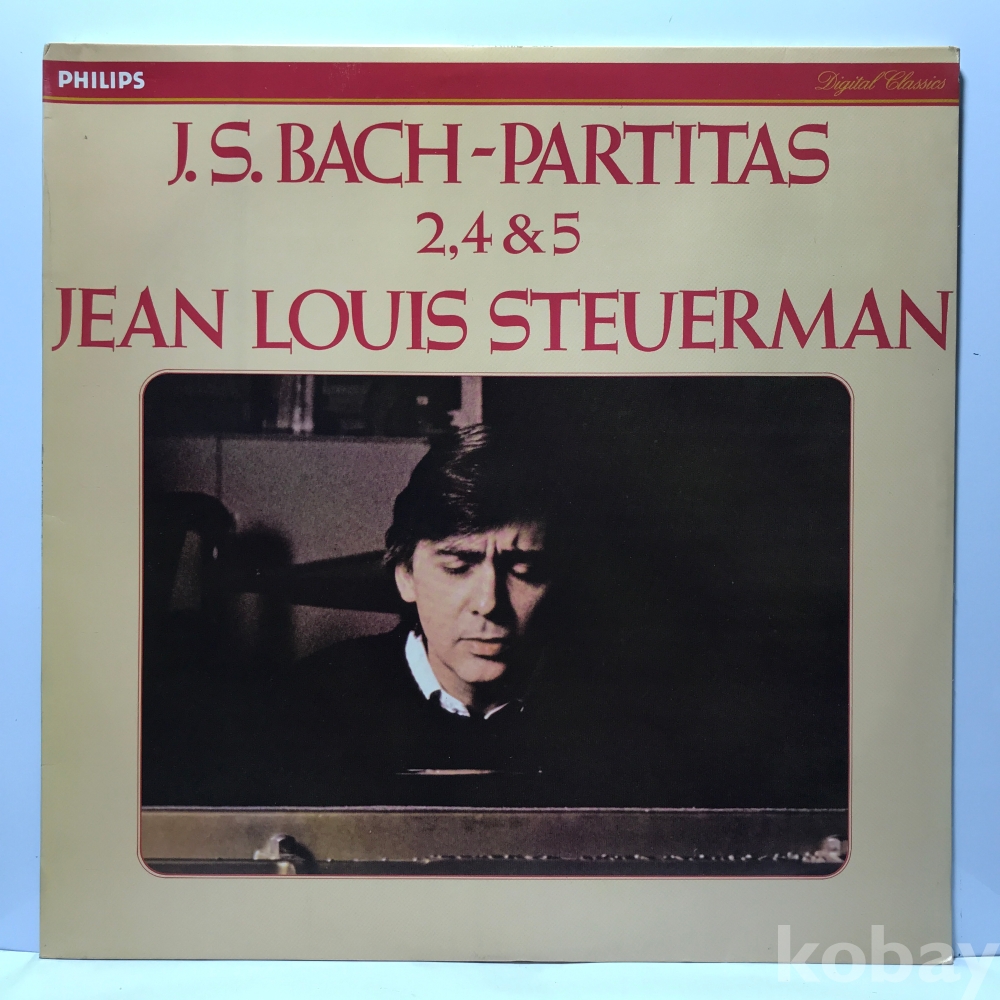 PHILIPS
Digital Classics
J. S. BACH-PARTITAS
2,4 & 5
JEAN LOUIS STEUERMAN
kobay